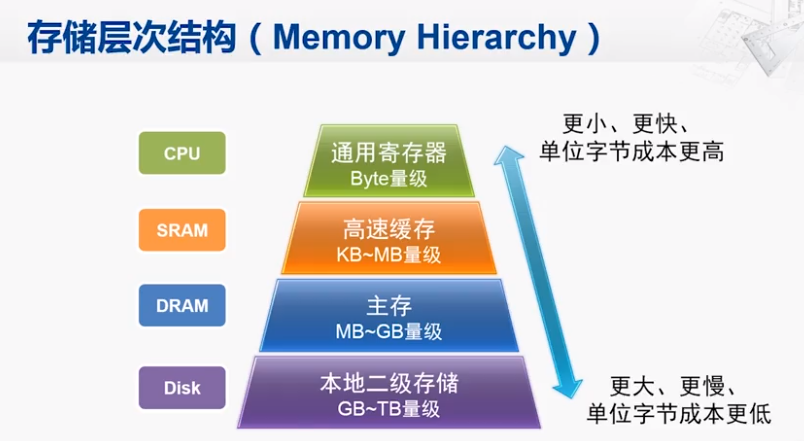 存储层次结构（Memory Hierarchy）
更小、更快、
单位字节成本更高
CPU
通用寄存器
Byte量级
SRAM
高速缓存
KB~MB量级
DRAM
主存
MB~GB量级
Disk
本地二级存储
GB~TB量级
更大、更慢、
单位字节成本更低